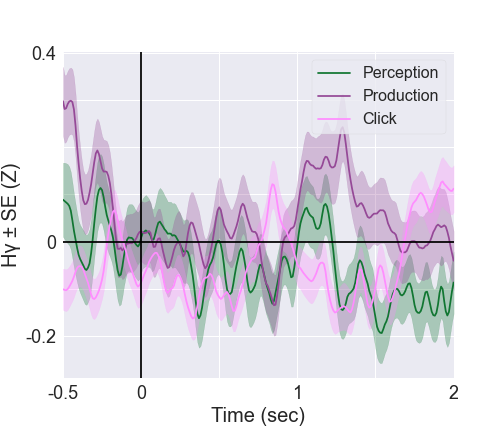 0.4
Perception
Production
Click
Hγ ± SE (Z)
0
-0.2
-0.5
0
1
2
Time (sec)